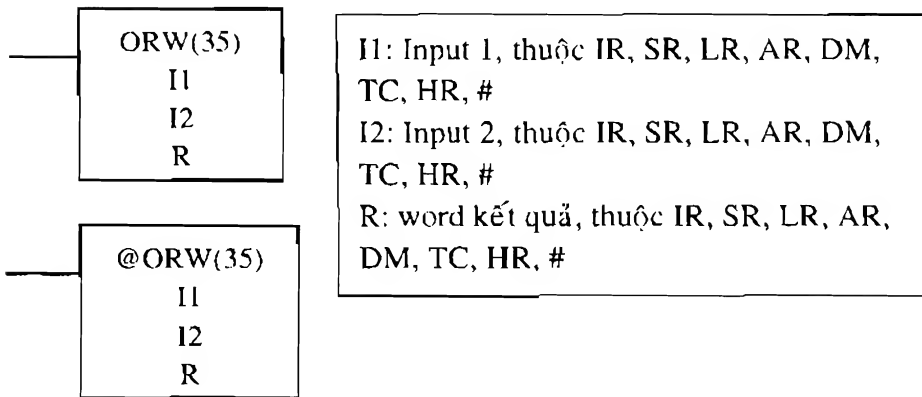 ORW(35)
I1
I2
R
I1: Input 1, thuộc IR, SR, LR, AR, DM,
TC, HR, #
I2: Input 2, thuộc IR, SR, LR, AR, DM,
TC, HR, #
R: word kết quả, thuộc IR, SR, LR, AR,
DM, TC, HR, #
@ORW(35)
I1
I2
R